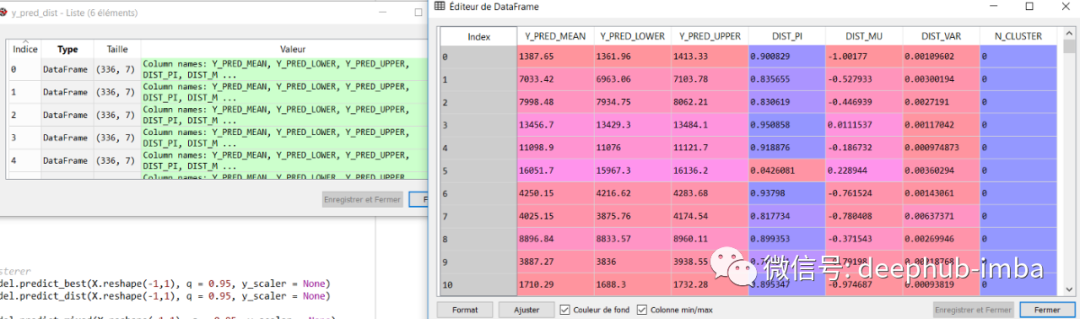 y_pred_dist - Liste (6 éléments)
Indice Type Taille Valeur
0 DataFrame (336, 7) Column names: Y_PRED_MEAN, Y_PRED_LOWER, Y_PRED_UPPER,
DIST_PI, DIST_M ...
1 DataFrame (336, 7) Column names: Y_PRED_MEAN, Y_PRED_LOWER, Y_PRED_UPPER,
DIST_PI, DIST_M ...
2 DataFrame (336, 7) Column names: Y_PRED_MEAN, Y_PRED_LOWER, Y_PRED_UPPER,
DIST_PI, DIST_M ...
3 DataFrame (336, 7) Column names: Y_PRED_MEAN, Y_PRED_LOWER, Y_PRED_UPPER,
DIST_PI, DIST_M ...
4 DataFrame (336, 7) Column names: Y_PRED_MEAN, Y_PRED_LOWER, Y_PRED_UPPER,
DIST_PI, DIST_M ...
Enregistrer et Fermer
sterer
del.predict_best(X.reshape(-1,1), q = 0.95, y_scaler = None)
del.predict_dist(X.reshape(-1,1), q = 0.95, y_scaler = None)
Éditeur de DataFrame
Index Y_PRED_MEAN Y_PRED_LOWER Y_PRED_UPPER DIST_PI DIST_MU DIST_VAR N_CLUSTER
0 1387.65 1361.96 1413.33 0.900829 -1.00177 0.00109602 0
1 7033.42 6963.06 7103.78 0.835655 -0.527933 0.00300194 0
2 7998.48 7934.75 8062.21 0.830619 -0.446939 0.0027191 0
3 13456.7 13429.3 13484.1 0.950858 0.0111537 0.00117042 0
4 11098.9 11076 11121.7 0.918876 -0.186732 0.000974873 0
5 16051.7 15967.3 16136.2 0.0426081 0.228944 0.00360294 0
6 4250.15 4216.62 4283.68 0.93798 -0.761524 0.00143061 0
7 4025.15 3875.76 4174.54 0.817734 -0.780408 0.00637371 0
8 8896.84 8833.57 8960.11 0.899353 -0.371543 0.00269946 0
9 3887.27 3836 3938.55 0
10 1710.29 1688.3 1732.28 0.895347 -0.974687 0.00093819 0
微信号: deephub-imba
Format Ajuster Couleur de fond Colonne min/max Enregistrer et Fermer Fermer